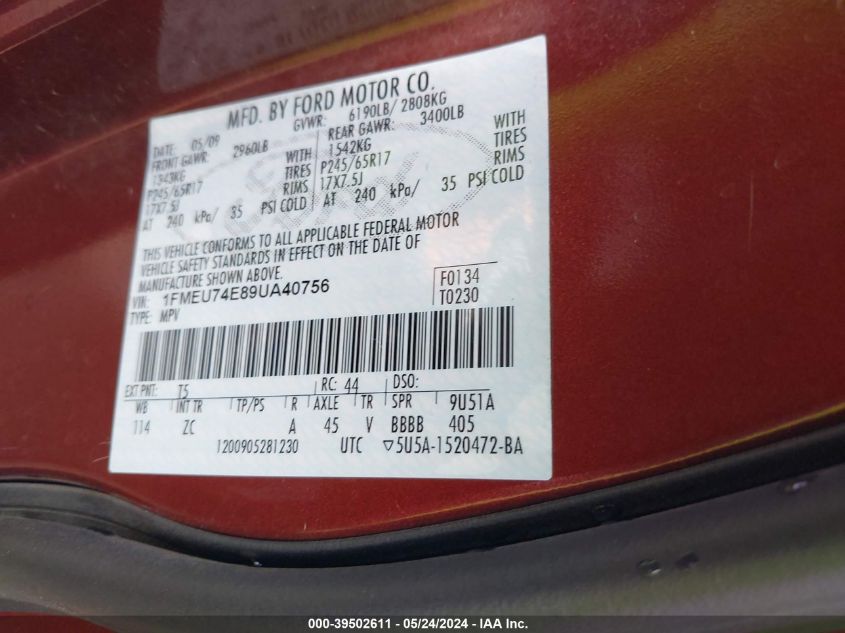 MFD. BY FORD MOTOR CO.
DATE: 05/09 GVWR: 6190LB/ 2808KG
FRONT GAWR: 2960LB REAR GAWR: 3400LB
1343KG WITH 1542KG WITH
P245/65R17 TIRES P245/65R17 TIRES
17X7.5J RIMS 17X7.5J RIMS
AT 240 kPa/ 35 PSI COLD AT 240 kPa/ 35 PSI COLD
THIS VEHICLE CONFORMS TO ALL APPLICABLE FEDERAL MOTOR
VEHICLE SAFETY STANDARDS IN EFFECT ON THE DATE OF
MANUFACTURE SHOWN ABOVE.
VIN: 1FMEU74E89UA40756 F0134
TYPE: MPV T0230
EXT PNT: T5 RC: 44 DSO:
WB INT TR TP/PS R AXLE TR SPR 9U51A
114 ZC A 45 V BBBB 405
1200905281230 UTC ▽5U5A-1520472-BA
000-39502611 - 05/24/2024 - IAAI Inc.